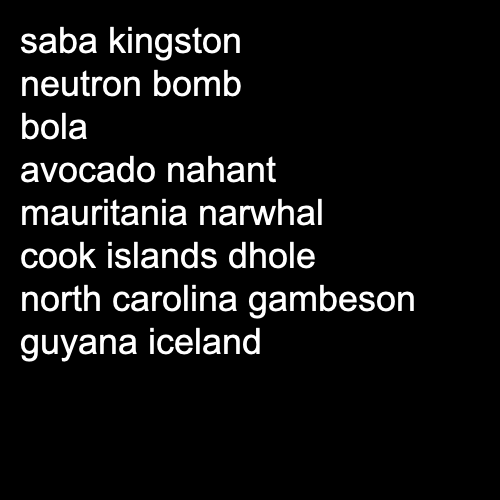 saba kingston
neutron bomb
bola
avocado nahant
mauritania narwhal
cook islands dhole
north carolina gambeson
guyana iceland